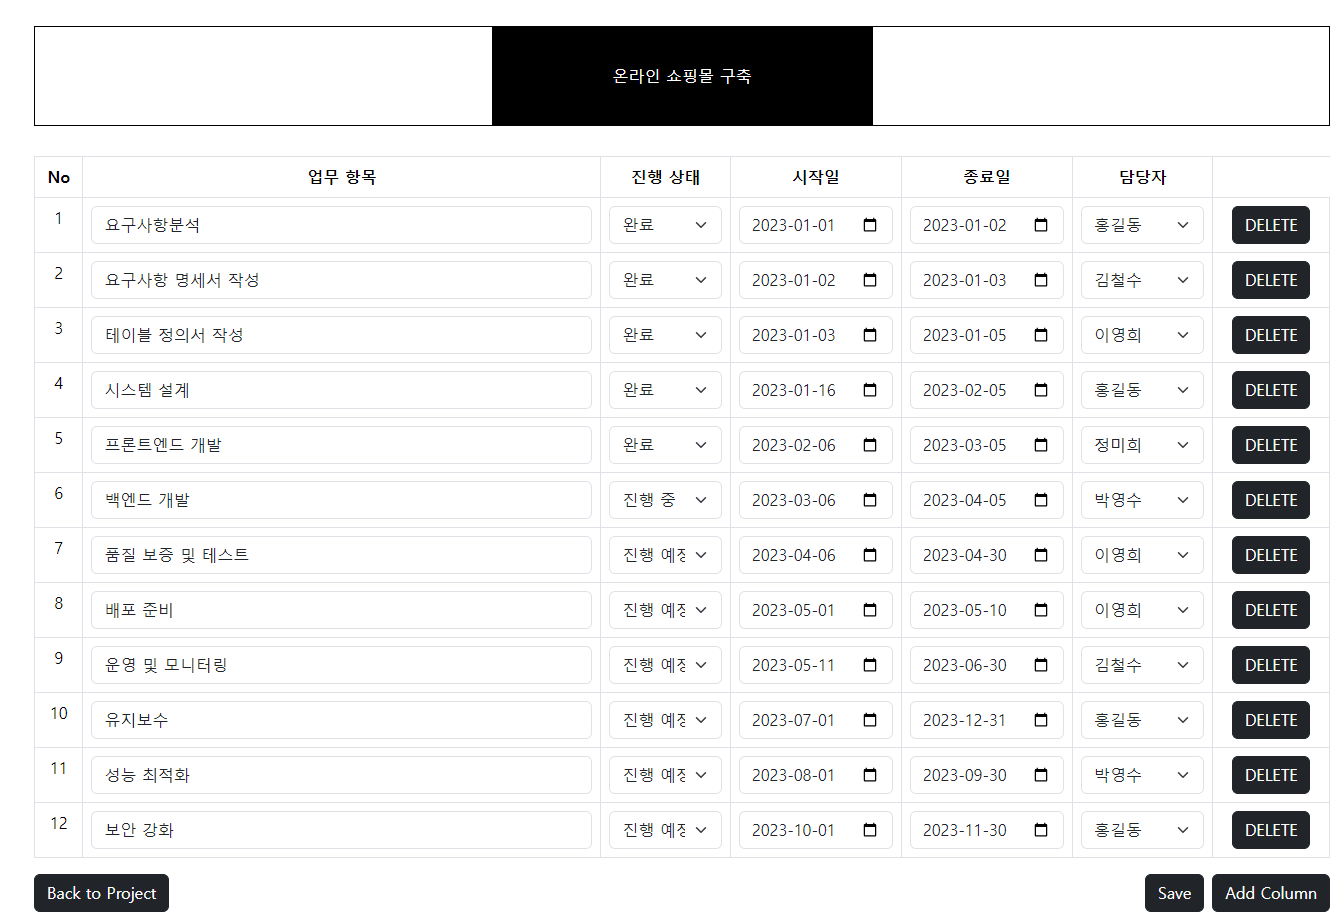 온라인 쇼핑몰 구축
No 업무 항목 진행 상태 시작일 종료일 담당자
1 요구사항분석 완료 2023-01-01 2023-01-02 홍길동 DELETE
2 요구사항 명세서 작성 완료 2023-01-02 2023-01-03 김철수 DELETE
3 테이블 정의서 작성 완료 2023-01-03 2023-01-05 이영희 DELETE
4 시스템 설계 완료 2023-01-16 2023-02-05 홍길동 DELETE
5 프론트엔드 개발 완료 2023-02-06 2023-03-05 정미희 DELETE
6 백엔드 개발 진행 중 2023-03-06 2023-04-05 박영수 DELETE
7 품질 보증 및 테스트 진행 예정 2023-04-06 2023-04-30 이영희 DELETE
8 배포 준비 진행 예정 2023-05-01 2023-05-10 이영희 DELETE
9 운영 및 모니터링 진행 예정 2023-05-11 2023-06-30 김철수 DELETE
10 유지보수 진행 예정 2023-07-01 2023-12-31 홍길동 DELETE
11 성능 최적화 진행 예정 2023-08-01 2023-09-30 박영수 DELETE
12 보안 강화 진행 예정 2023-10-01 2023-11-30 홍길동 DELETE
Back to Project Save Add Column